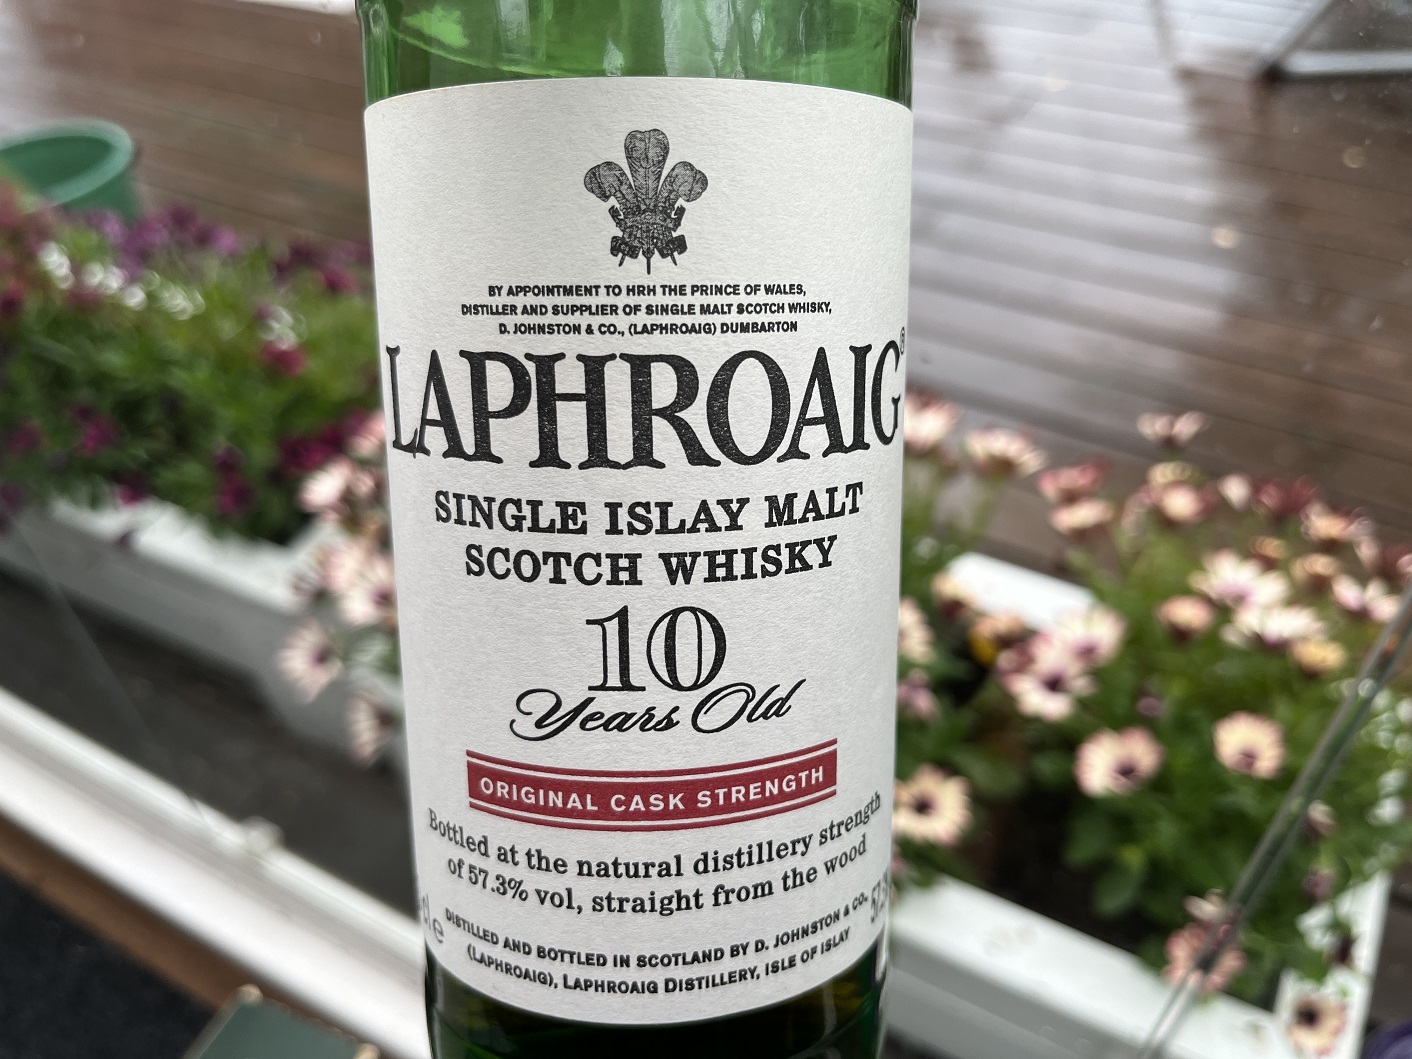 BY APPOINTMENT TO HRH THE PRINCE OF WALES,
DISTILLER AND SUPPLIER OF SINGLE MALT SCOTCH WHISKY,
D. JOHNSTON & CO., (LAPHROAIG) DUMBARTON
LAPHROAIG®
SINGLE ISLAY MALT
SCOTCH WHISKY
10
Years Old
ORIGINAL CASK STRENGTH
Bottled at the natural distillery strength
of 57.3% vol, straight from the wood
DISTILLED AND BOTTLED IN SCOTLAND BY D. JOHNSTON & CO.
(LAPHROAIG), LAPHROAIG DISTILLERY, ISLE OF ISLAY